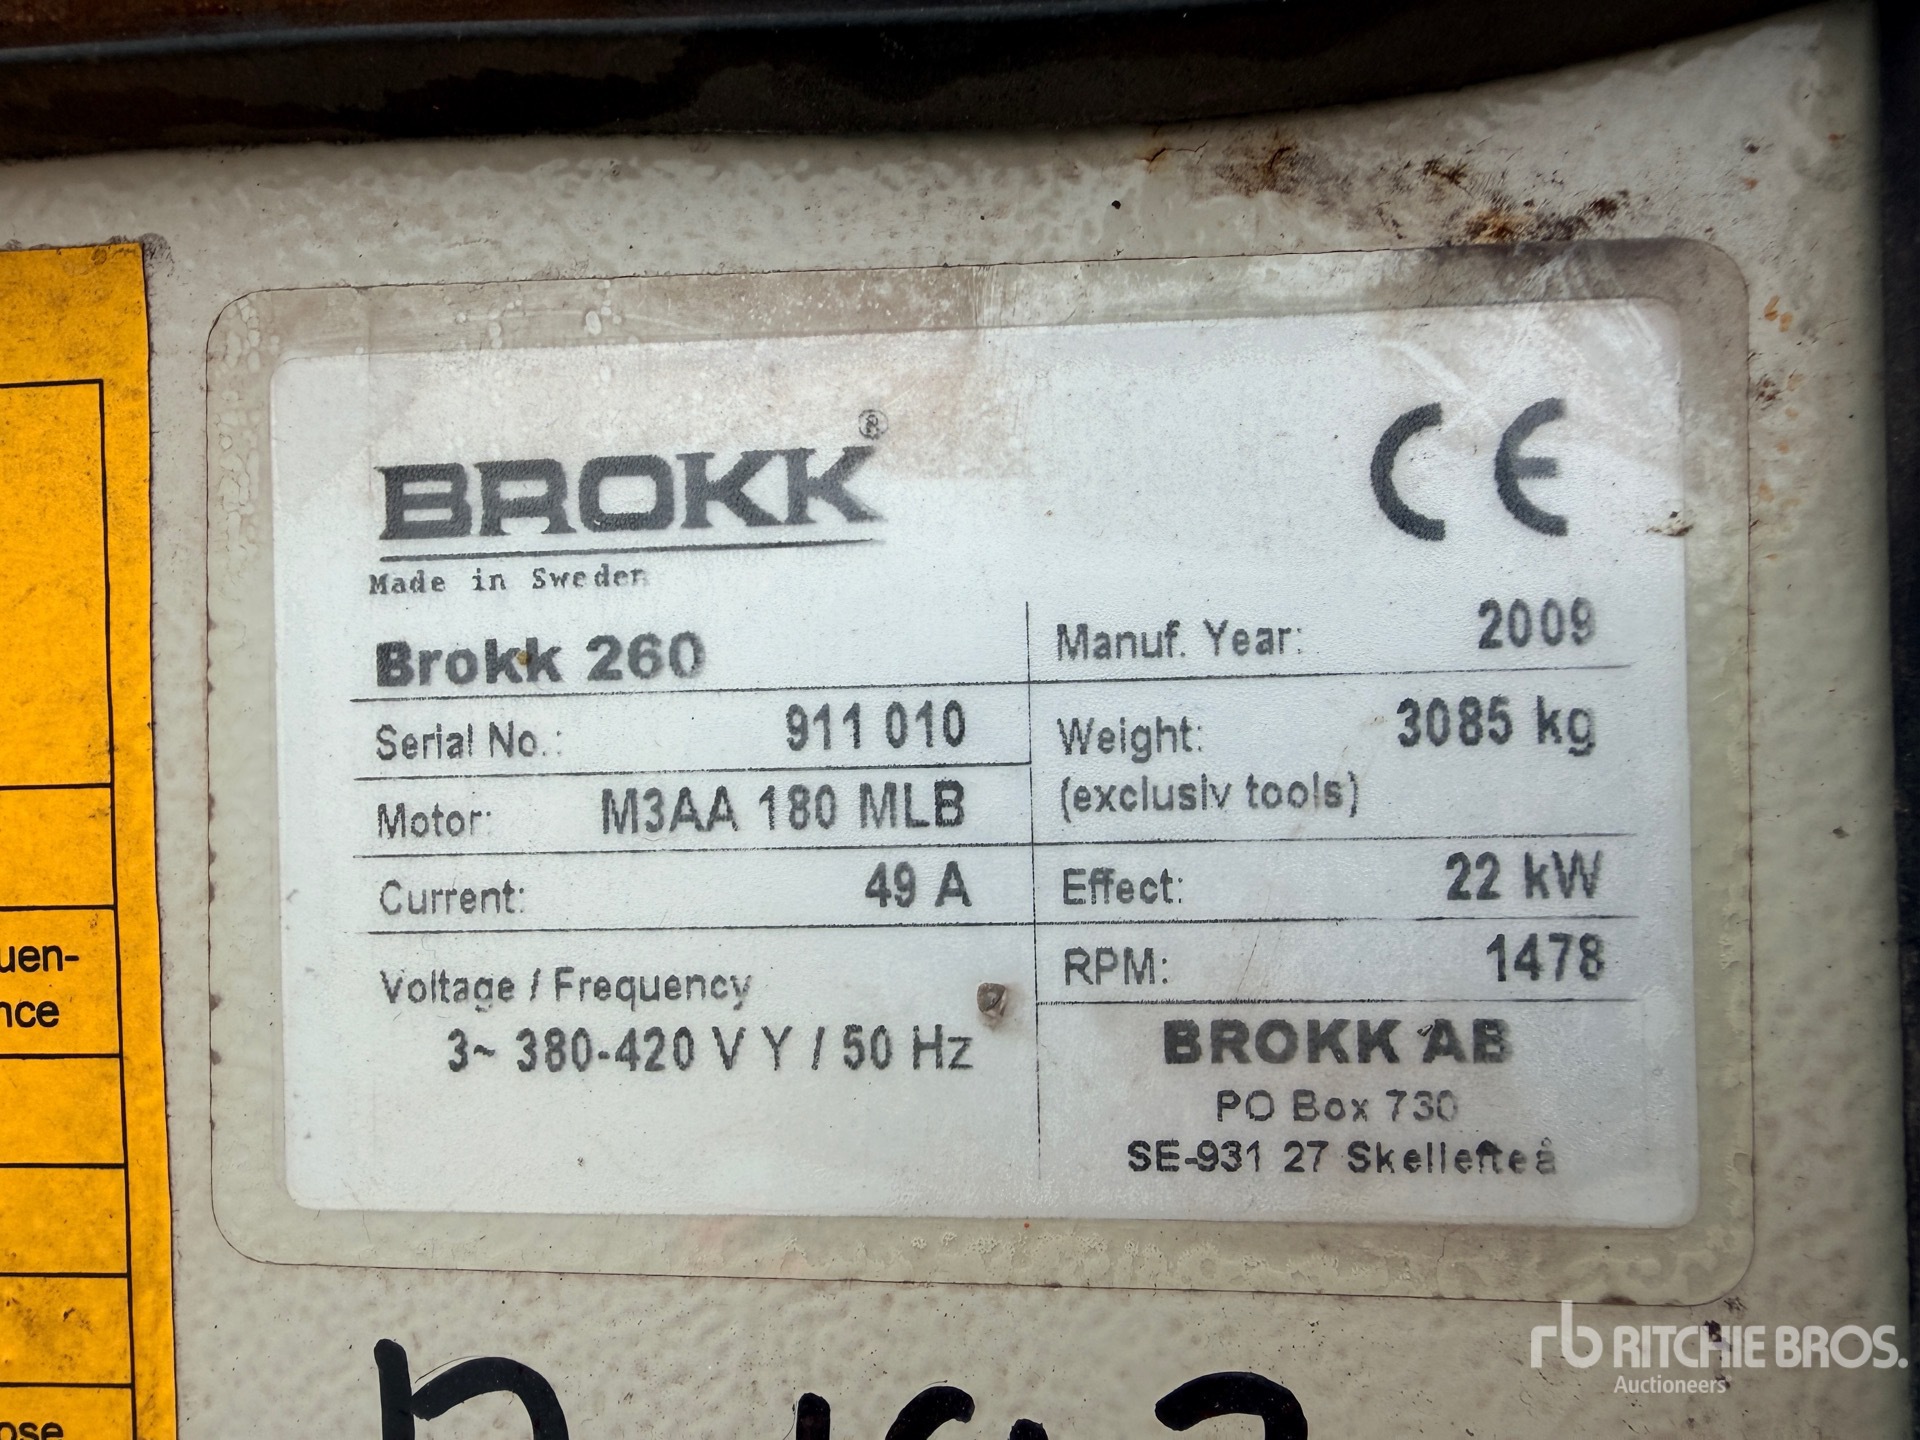 BROKK®
CE
Made in Sweden
Brokk 260
Manuf. Year: 2009
Serial No.: 911 010
Weight: 3085 kg
(exclusiv tools)
Motor: M3AA 180 MLB
Current: 49 A
Effect: 22 kW
RPM: 1478
Voltage / Frequency
3~ 380-420 V Y / 50 Hz
BROKK AB
PO Box 730
SE-931 27 Skellefteå
uen-
nce
ose
rb RITCHIE BROS.
Auctioneers